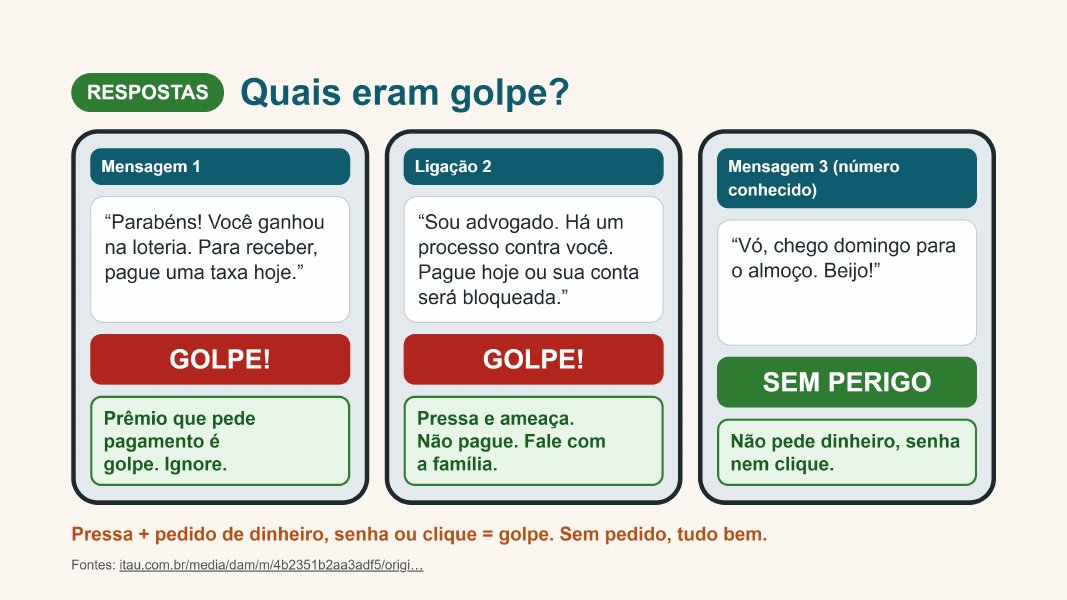 RESPOSTAS
Quais eram golpe?
Mensagem 1
“Parabéns! Você ganhou
na loteria. Para receber,
pague uma taxa hoje.”
GOLPE!
Prêmio que pede
pagamento é
golpe. Ignore.
Ligação 2
“Sou advogado. Há um
processo contra você.
Pague hoje ou sua conta
será bloqueada.”
GOLPE!
Pressa e ameaça.
Não pague. Fale com
a família.
Mensagem 3 (número
conhecido)
“Vó, chego domingo para
o almoço. Beijo!”
SEM PERIGO
Não pede dinheiro, senha
nem clique.
Pressa + pedido de dinheiro, senha ou clique = golpe. Sem pedido, tudo bem.
Fontes: itau.com.br/media/dam/m/4b2351b2aa3adf5/origi…